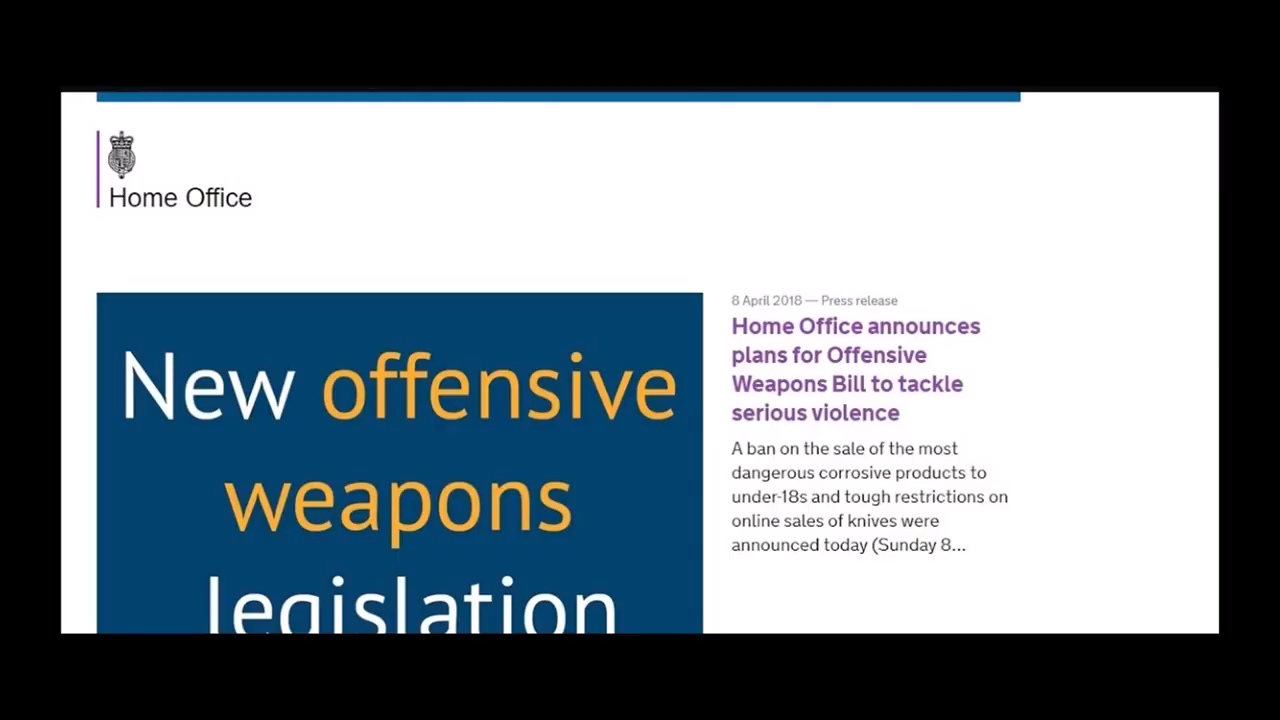 Home Office
New offensive
weapons
legislation
8 April 2018 — Press release
Home Office announces
plans for Offensive
Weapons Bill to tackle
serious violence
A ban on the sale of the most
dangerous corrosive products to
under-18s and tough restrictions on
online sales of knives were
announced today (Sunday 8...